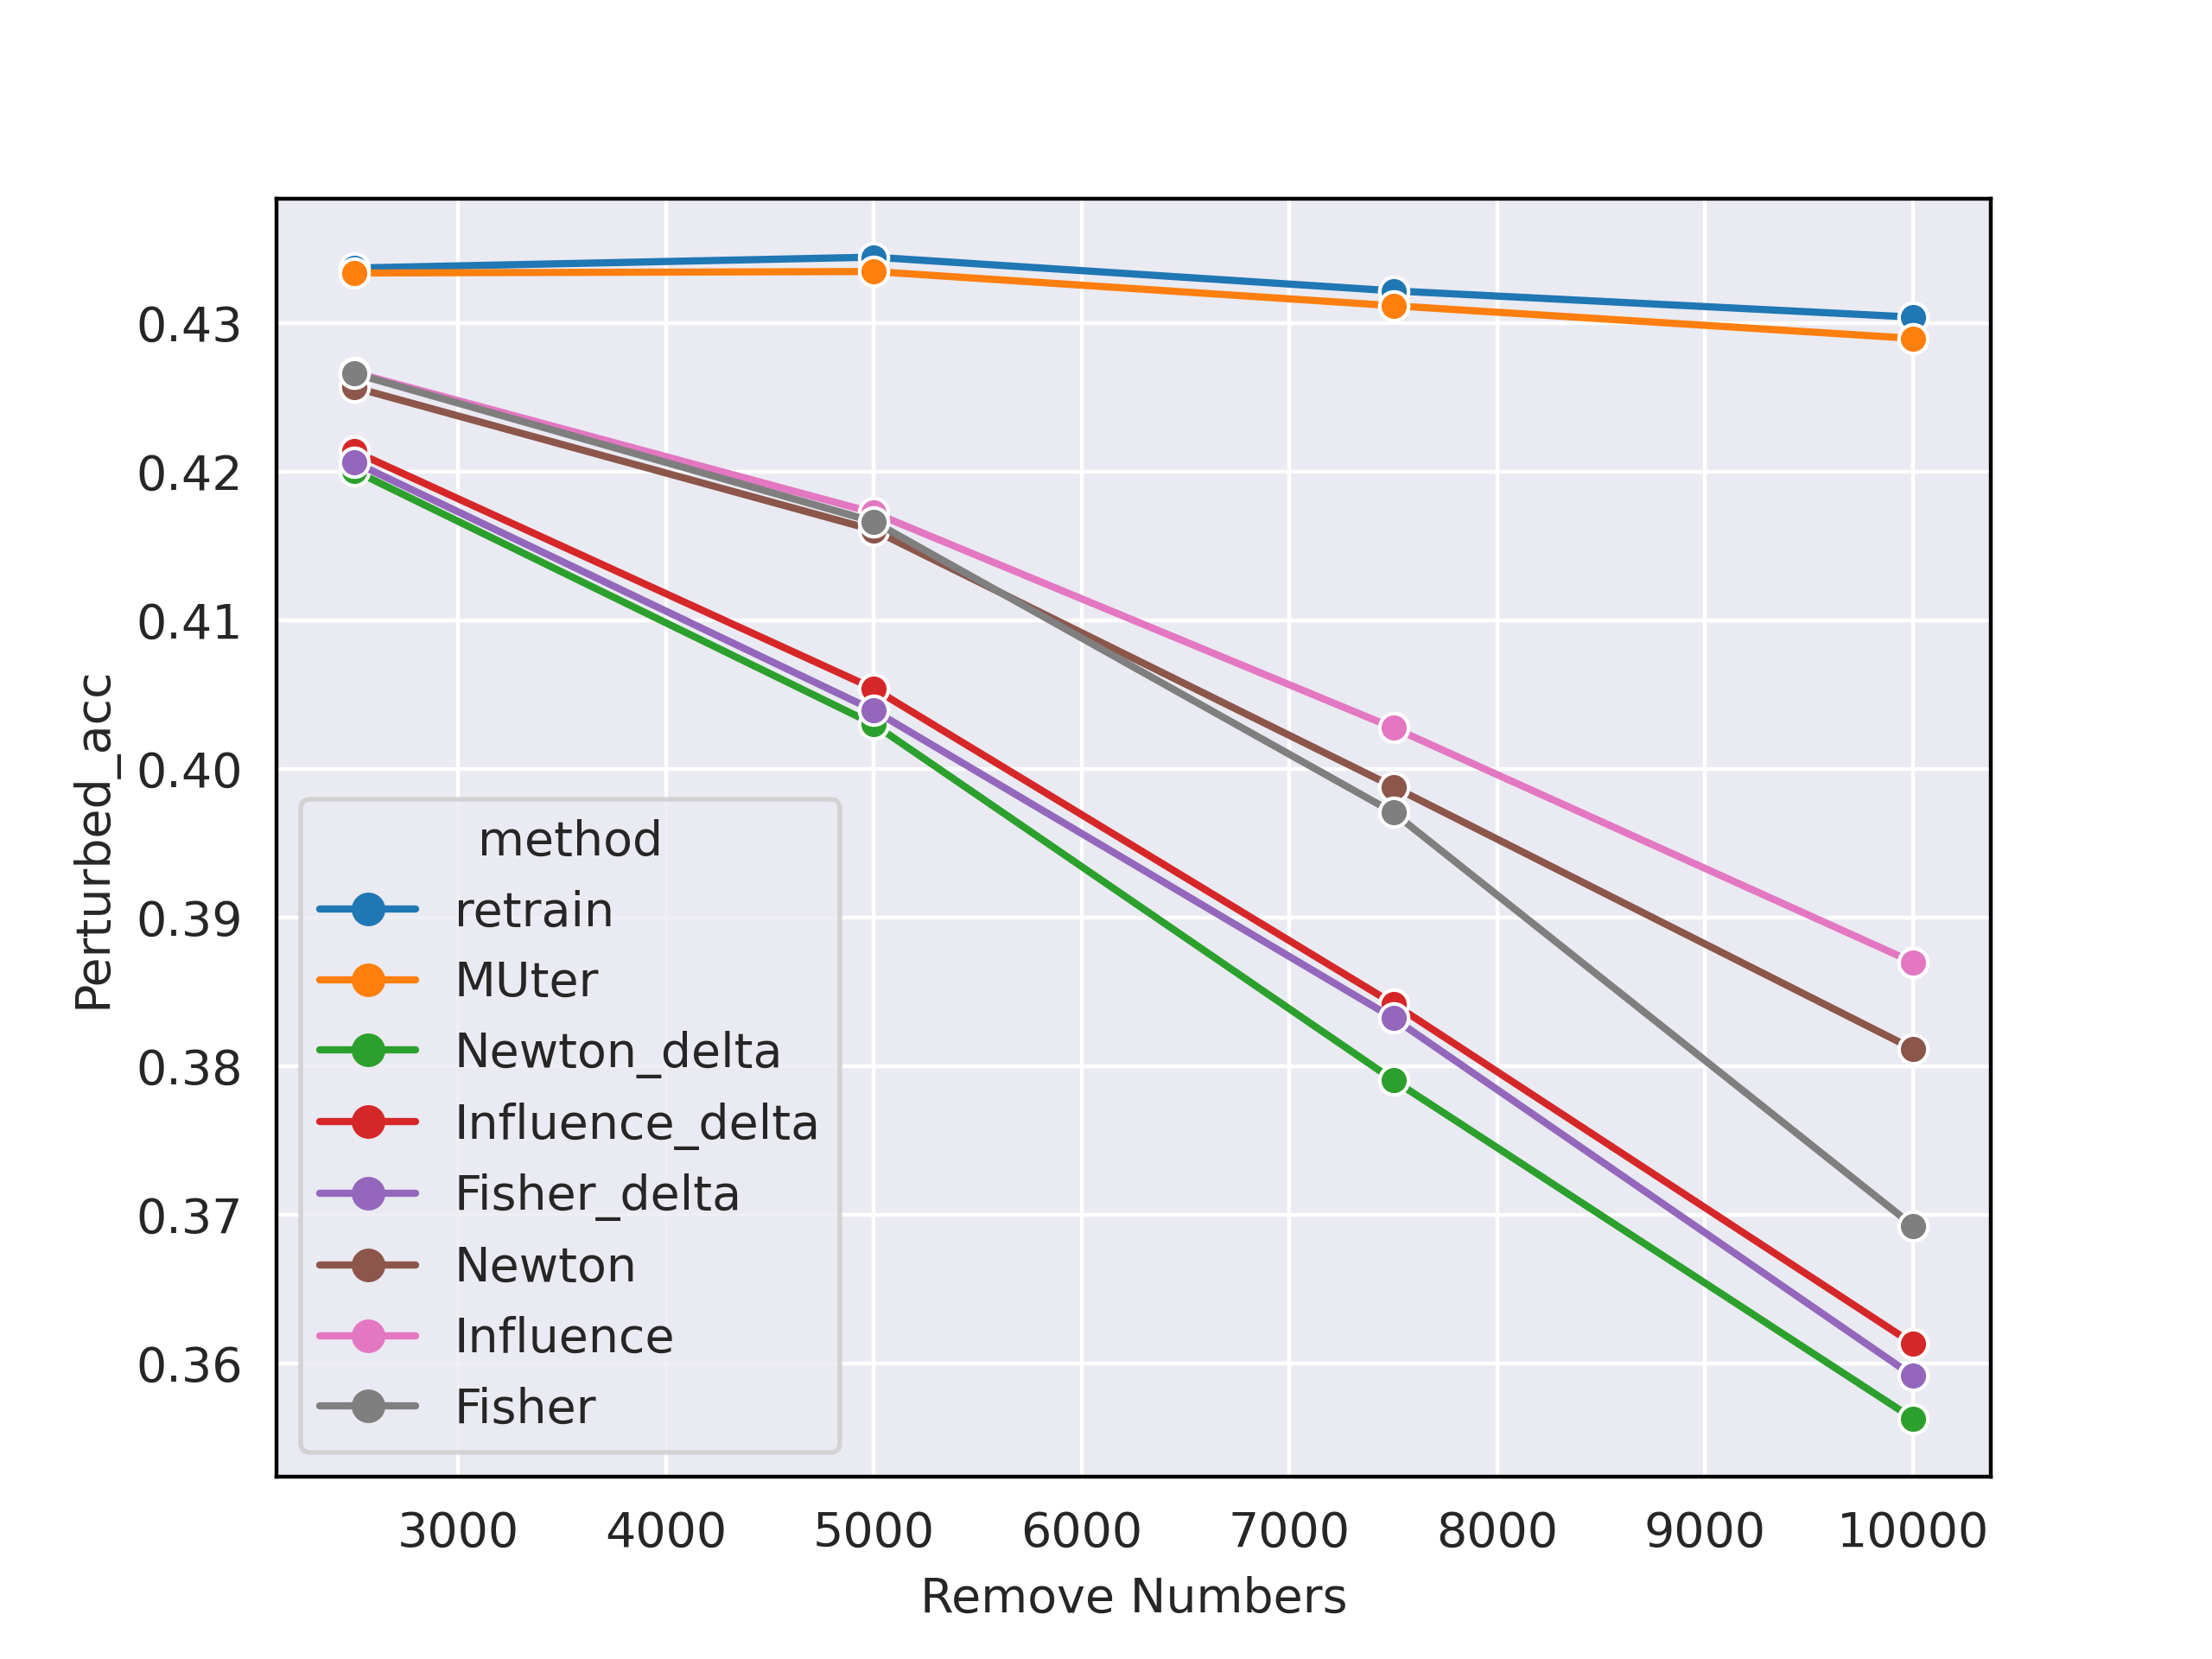 0.43
0.42
0.41
0.40
0.39
0.38
0.37
0.36
Perturbed_acc
method
retrain
MUter
Newton_delta
Influence_delta
Fisher_delta
Newton
Influence
Fisher
3000 4000 5000 6000 7000 8000 9000 10000
Remove Numbers